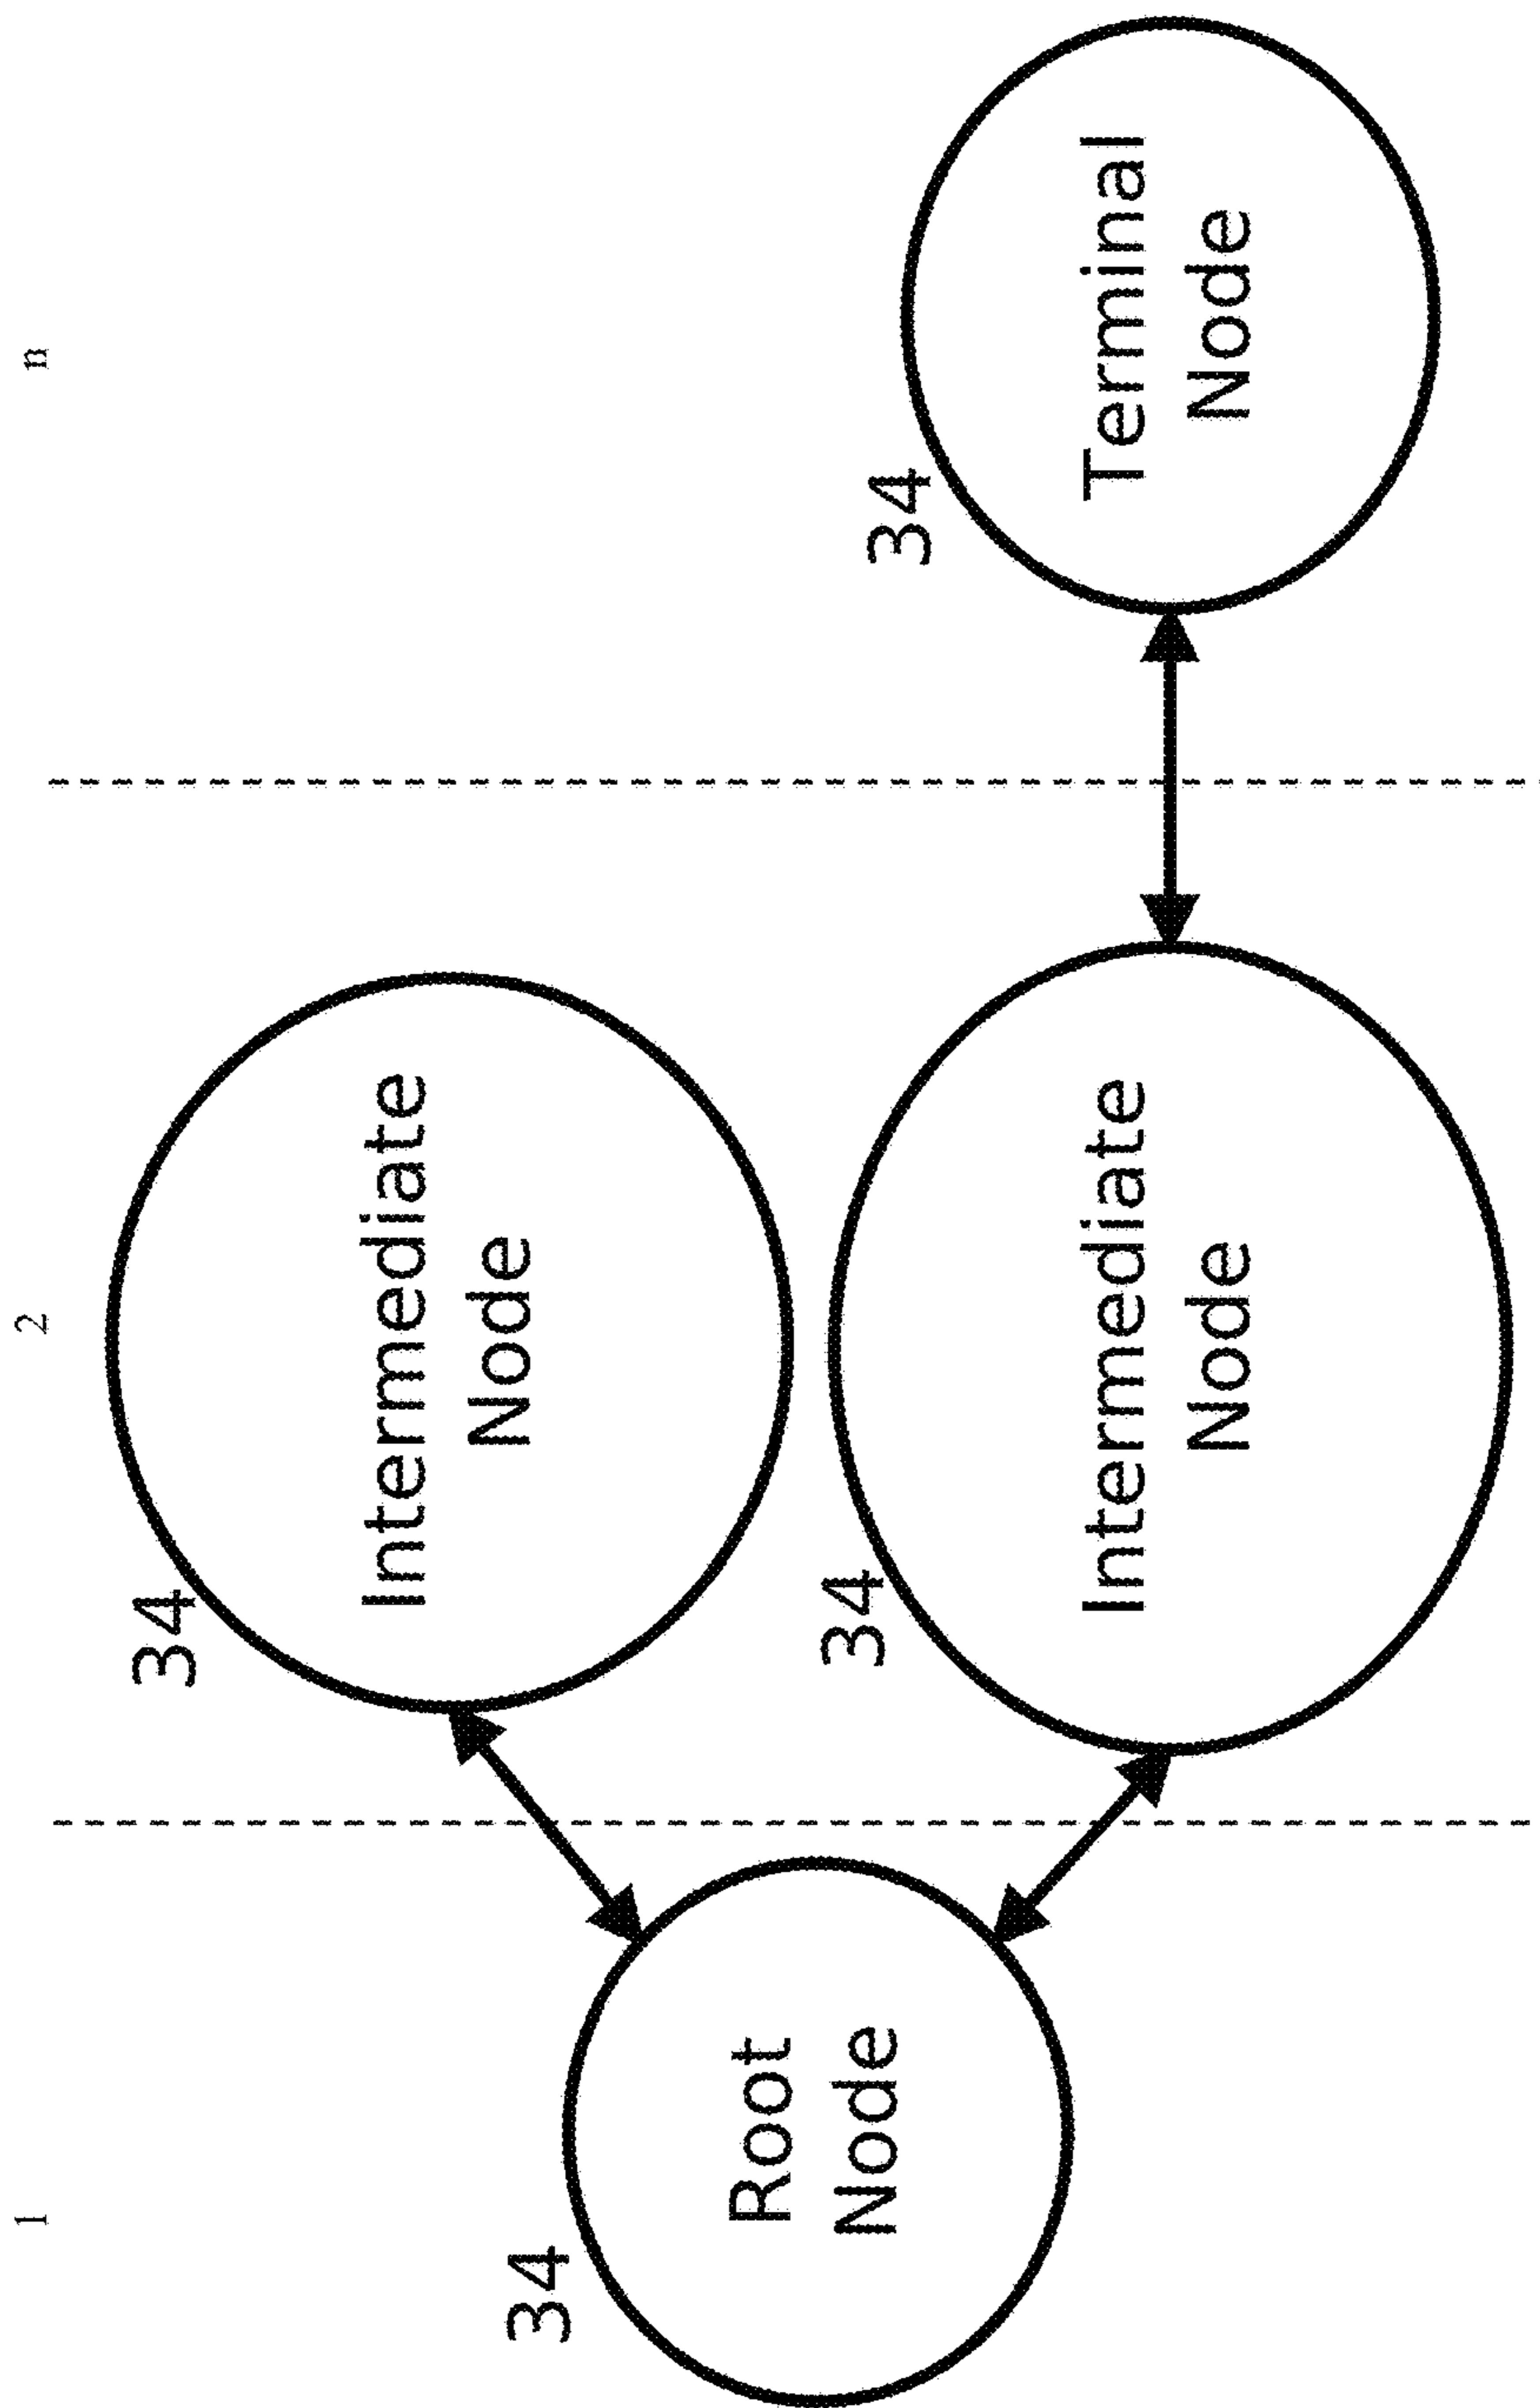 1
2
n
34
Intermediate
Node
34
Root
Node
34
Intermediate
Node
34
Terminal
Node